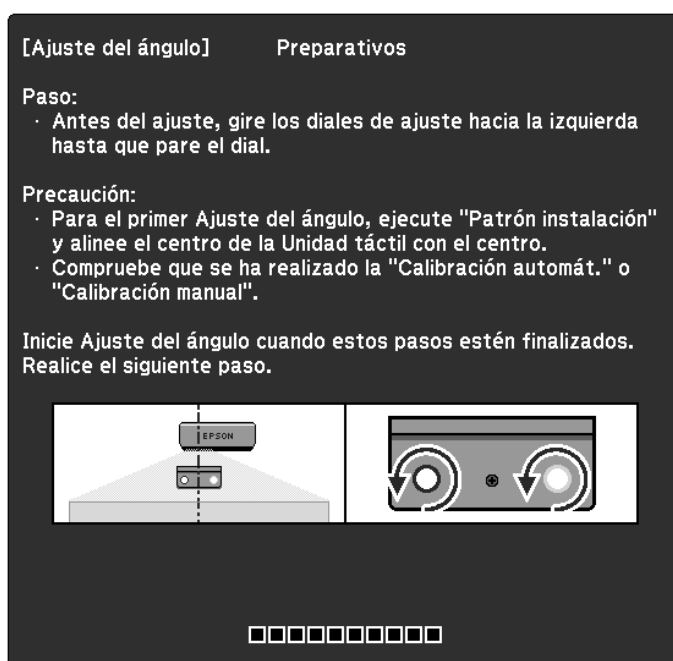 [Ajuste del ángulo] Preparativos
Paso:
· Antes del ajuste, gire los diales de ajuste hacia la izquierda
hasta que pare el dial.
Precaución:
· Para el primer Ajuste del ángulo, ejecute "Patrón instalación"
y alinee el centro de la Unidad táctil con el centro.
· Compruebe que se ha realizado la "Calibración automát." o
"Calibración manual".
Inicie Ajuste del ángulo cuando estos pasos estén finalizados.
Realice el siguiente paso.
EPSON